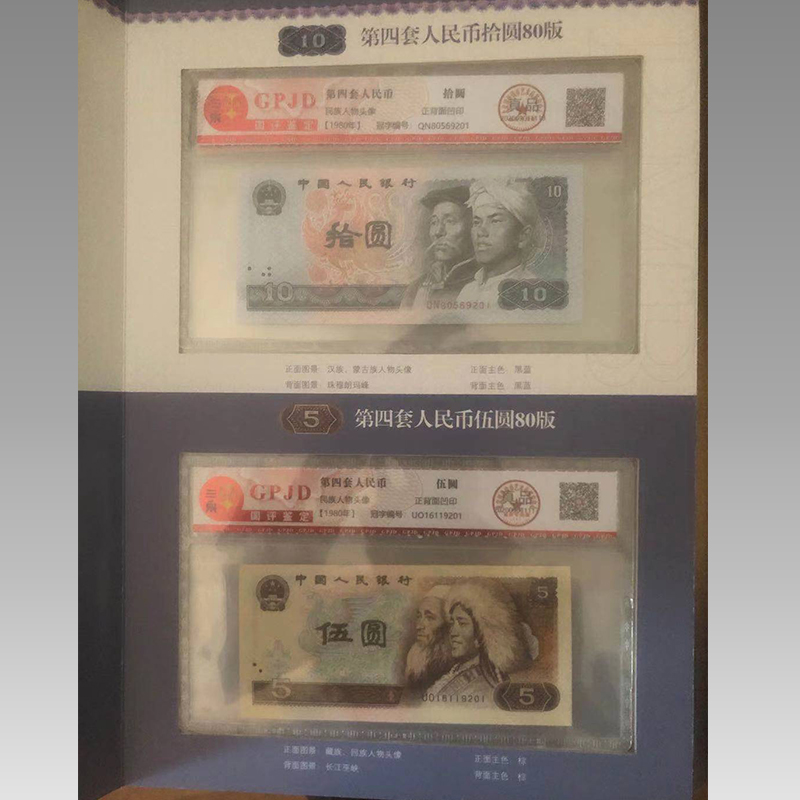 10 第四套人民币拾圆80版
GPJD 国评鉴定
第四套人民币 拾圆
民族人物头像 正背面凹印
【1980年】 冠字编号: QN80569201
真品
中国人民银行 10
拾圆
QN80569201
10 10
正面图景 汉族、蒙古族人物头像 正面主色 黑蓝
背面图景 珠穆朗玛峰 背面主色 黑蓝
5 第四套人民币伍圆80版
GPJD 国评鉴定
第四套人民币 伍圆
民族人物头像 正背面凹印
【1980年】 冠字编号: UO16119201
真品
中国人民银行 5
伍圆
UO16119201
5 5
正面图景 藏族、回族人物头像 正面主色 棕
背面图景 长江巫峡 背面主色 棕